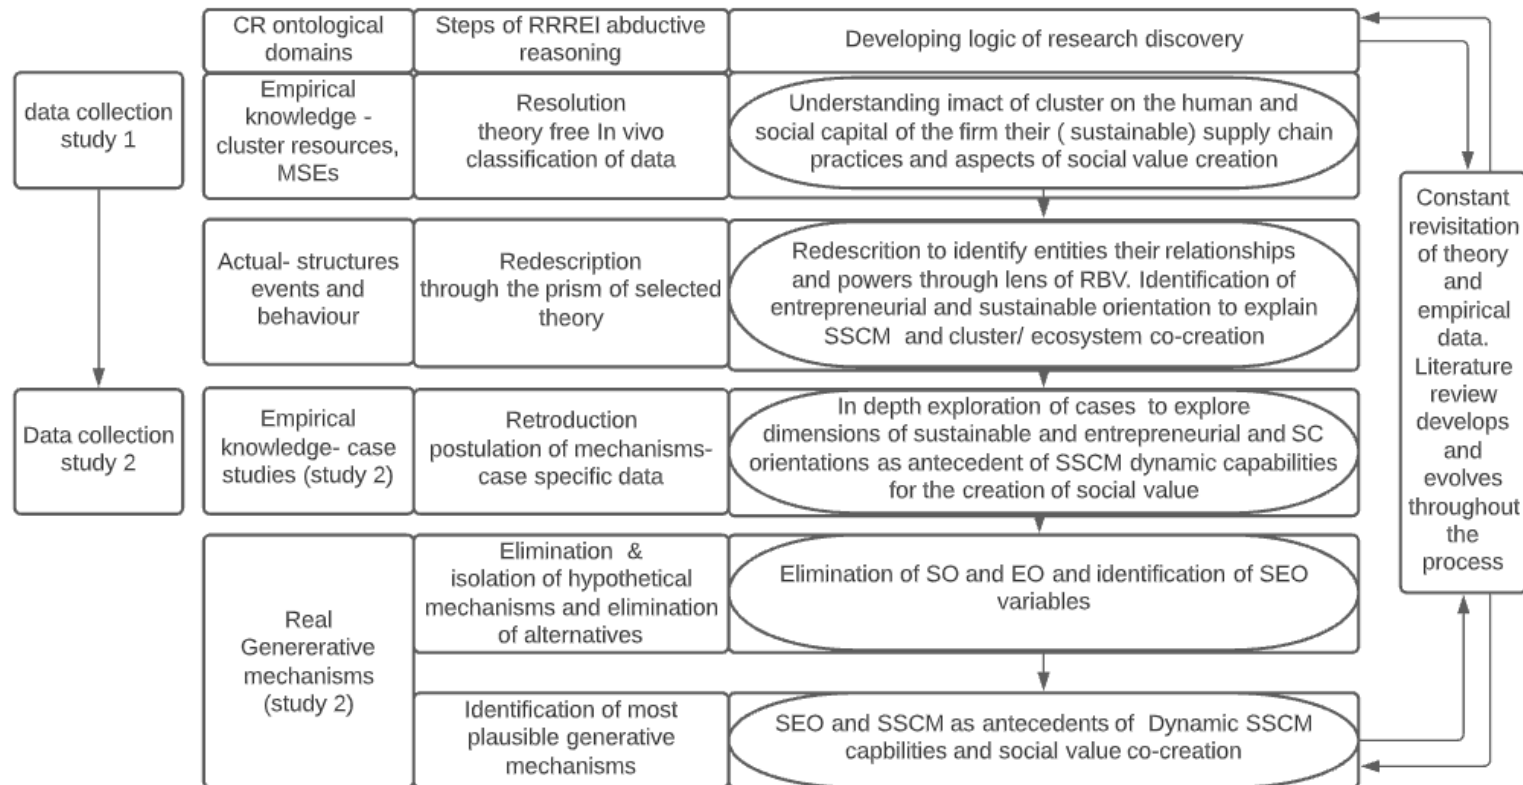 CR ontological
domains
Steps of RRREI abductive
reasoning
Developing logic of research discovery
data collection
study 1
Empirical
knowledge -
cluster resources,
MSEs
Resolution
theory free In vivo
classification of data
Understanding imact of cluster on the human and
social capital of the firm their ( sustainable) supply chain
practices and aspects of social value creation
Actual- structures
events and
behaviour
Redescription
through the prism of selected
theory
Redescrition to identify entities their relationships
and powers through lens of RBV. Identification of
entrepreneurial and sustainable orientation to explain
SSCM and cluster/ ecosystem co-creation
Data collection
study 2
Empirical
knowledge- case
studies (study 2)
Retroduction
postulation of mechanisms-
case specific data
In depth exploration of cases to explore
dimensions of sustainable and entrepreneurial and SC
orientations as antecedent of SSCM dynamic capabilities
for the creation of social value
Real
Genererative
mechanisms
(study 2)
Elimination &
isolation of hypothetical
mechanisms and elimination
of alternatives
Elimination of SO and EO and identification of SEO
variables
Identification of most
plausible generative
mechanisms
SEO and SSCM as antecedents of Dynamic SSCM
capbilities and social value co-creation
Constant
revisitation
of theory
and
empirical
data.
Literature
review
develops
and
evolves
throughout
the
process